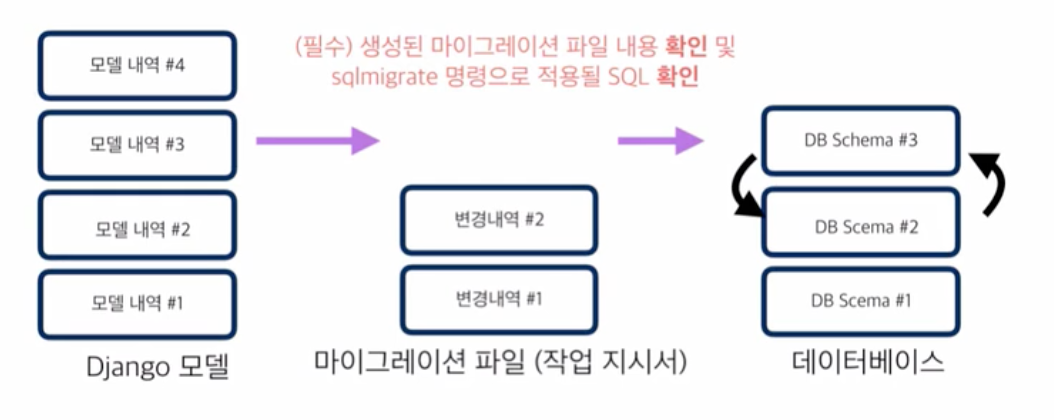 (필수) 생성된 마이그레이션 파일 내용 확인 및
sqlmigrate 명령으로 적용될 SQL 확인
모델 내역 #4
모델 내역 #3
모델 내역 #2
모델 내역 #1
Django 모델
변경내역 #2
변경내역 #1
마이그레이션 파일 (작업 지시서)
DB Schema #3
DB Scema #2
DB Scema #1
데이터베이스